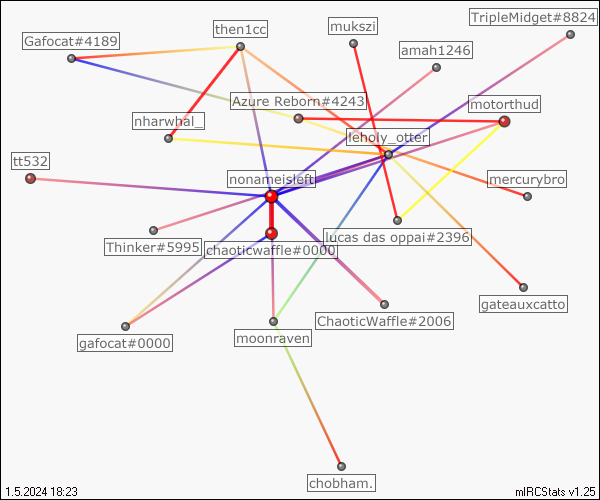 TripleMidget#8824
then1cc
mukszi
Gafocat#4189
amah1246
Azure Reborn#4243
motorthud
nharwhal_
leholy_otter
tt532
nonameisleft
mercurybro
Thinker#5995
chaoticwaffle#0000
lucas das oppai#2396
gateauxcatto
gafocat#0000
moonraven
ChaoticWaffle#2006
chobham.
1.5.2024 18:23
mIRCStats v1.25